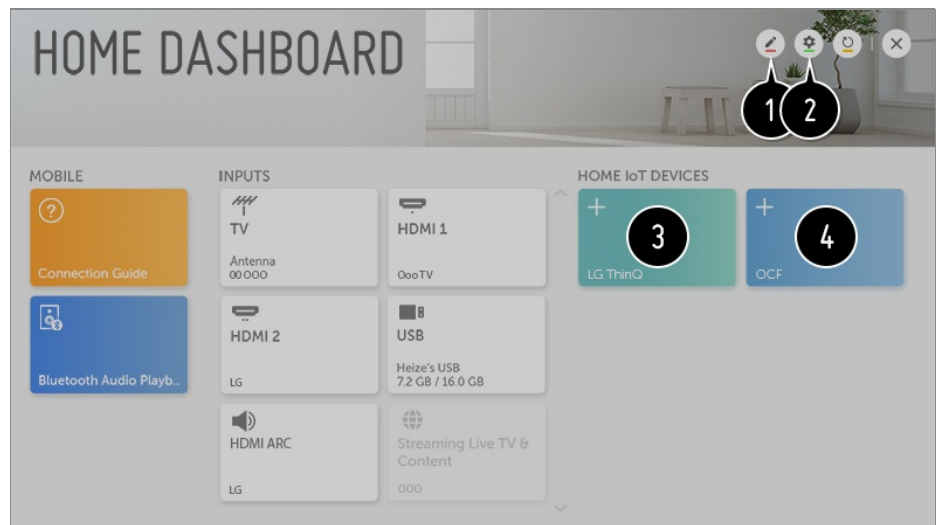 HOME DASHBOARD
1
2
MOBILE
Connection Guide
Bluetooth Audio Playb..
INPUTS
TV
Antenna
00 000
HDMI 1
OooTV
HDMI 2
LG
USB
Heize's USB
7.2 GB / 16.0 GB
HDMI ARC
LG
Streaming Live TV &
Content
000
HOME IoT DEVICES
3
LG ThinQ
4
OCF